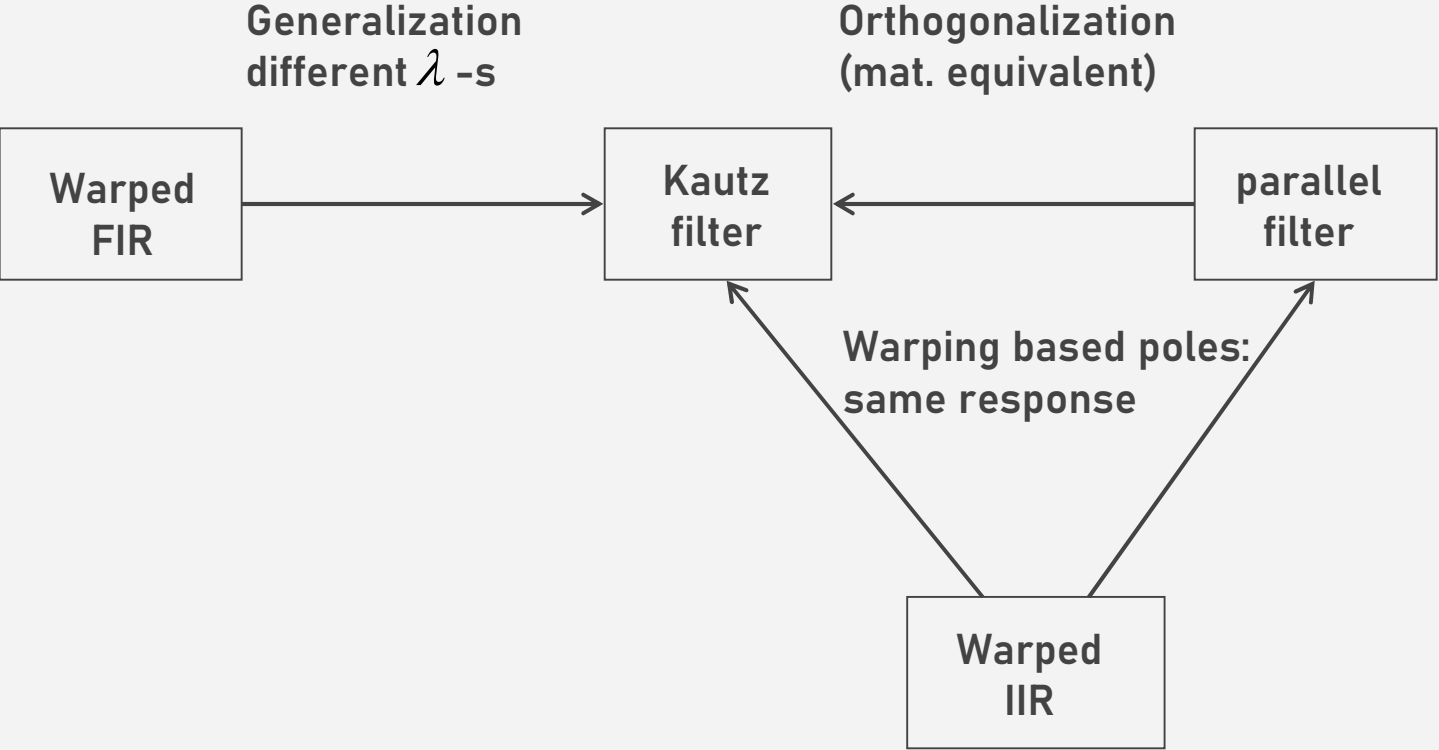 Generalization
different λ -s
Orthogonalization
(mat. equivalent)
Warped
FIR
Kautz
filter
parallel
filter
Warping based poles:
same response
Warped
IIR